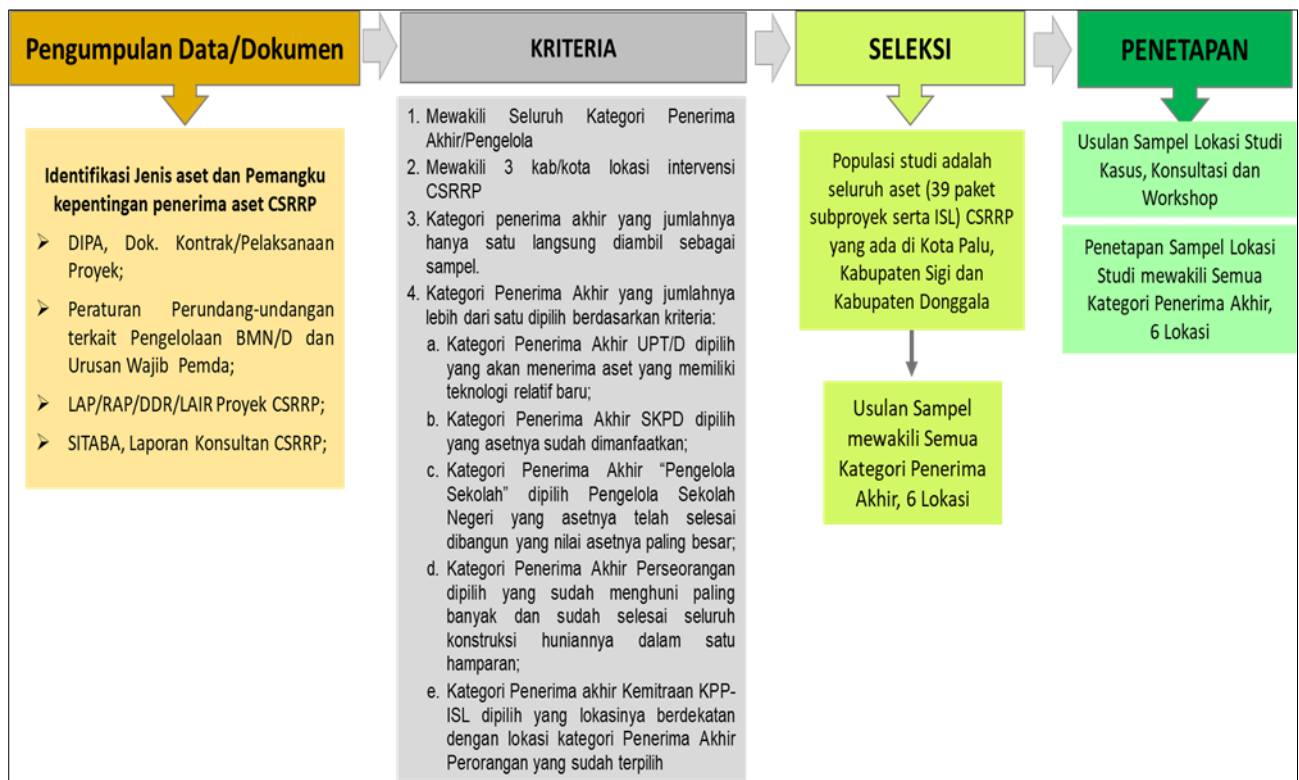 Pengumpulan Data/Dokumen
Identifikasi Jenis aset dan Pemangku
kepentingan penerima aset CSRRP
➢ DIPA, Dok. Kontrak/Pelaksanaan
Proyek;
➢ Peraturan Perundang-undangan
terkait Pengelolaan BMN/D dan
Urusan Wajib Pemda;
➢ LAP/RAP/DDR/LAIR Proyek CSRRP;
➢ SITABA, Laporan Konsultan CSRRP;
KRITERIA
1. Mewakili Seluruh Kategori Penerima
Akhir/Pengelola
2. Mewakili 3 kab/kota lokasi intervensi
CSRRP
3. Kategori penerima akhir yang jumlahnya
hanya satu langsung diambil sebagai
sampel.
4. Kategori Penerima Akhir yang jumlahnya
lebih dari satu dipilih berdasarkan kriteria:
a. Kategori Penerima Akhir UPT/D dipilih
yang akan menerima aset yang memiliki
teknologi relatif baru;
b. Kategori Penerima Akhir SKPD dipilih
yang asetnya sudah dimanfaatkan;
c. Kategori Penerima Akhir “Pengelola
Sekolah” dipilih Pengelola Sekolah
Negeri yang asetnya telah selesai
dibangun yang nilai asetnya paling besar;
d. Kategori Penerima Akhir Perseorangan
dipilih yang sudah menghuni paling
banyak dan sudah selesai seluruh
konstruksi huniannya dalam satu
hamparan;
e. Kategori Penerima akhir Kemitraan KPP-
ISL dipilih yang lokasinya berdekatan
dengan lokasi kategori Penerima Akhir
Perorangan yang sudah terpilih
SELEKSI
Populasi studi adalah
seluruh aset (39 paket
subproyek serta ISL) CSRRP
yang ada di Kota Palu,
Kabupaten Sigi dan
Kabupaten Donggala
Usulan Sampel
mewakili Semua
Kategori Penerima
Akhir, 6 Lokasi
PENETAPAN
Usulan Sampel Lokasi Studi
Kasus, Konsultasi dan
Workshop
Penetapan Sampel Lokasi
Studi mewakili Semua
Kategori Penerima Akhir,
6 Lokasi